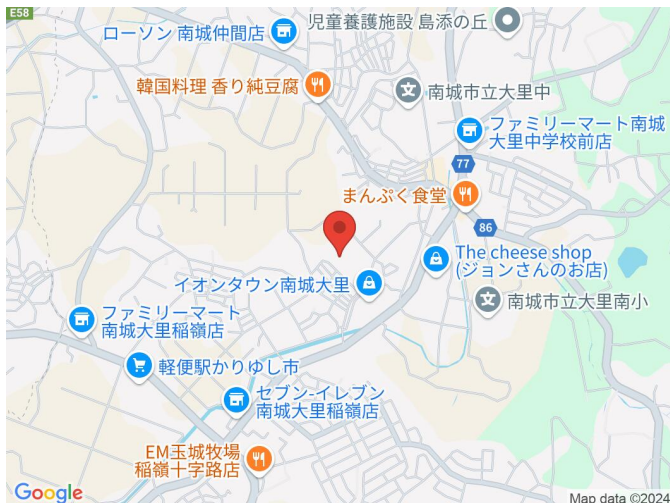 E58
ローソン 南城仲間店
児童養護施設 島添の丘
韓国料理 香り純豆腐
南城市立大里中
ファミリーマート南城
大里中学校前店
77
まんぷく食堂
86
The cheese shop
(ジョンさんのお店)
イオンタウン南城大里
南城市立大里南小
ファミリーマート
南城大里稲嶺店
軽便駅かりゆし市
セブン-イレブン
南城大里稲嶺店
EM玉城牧場
稲嶺十字路店
Google
Map data ©2024